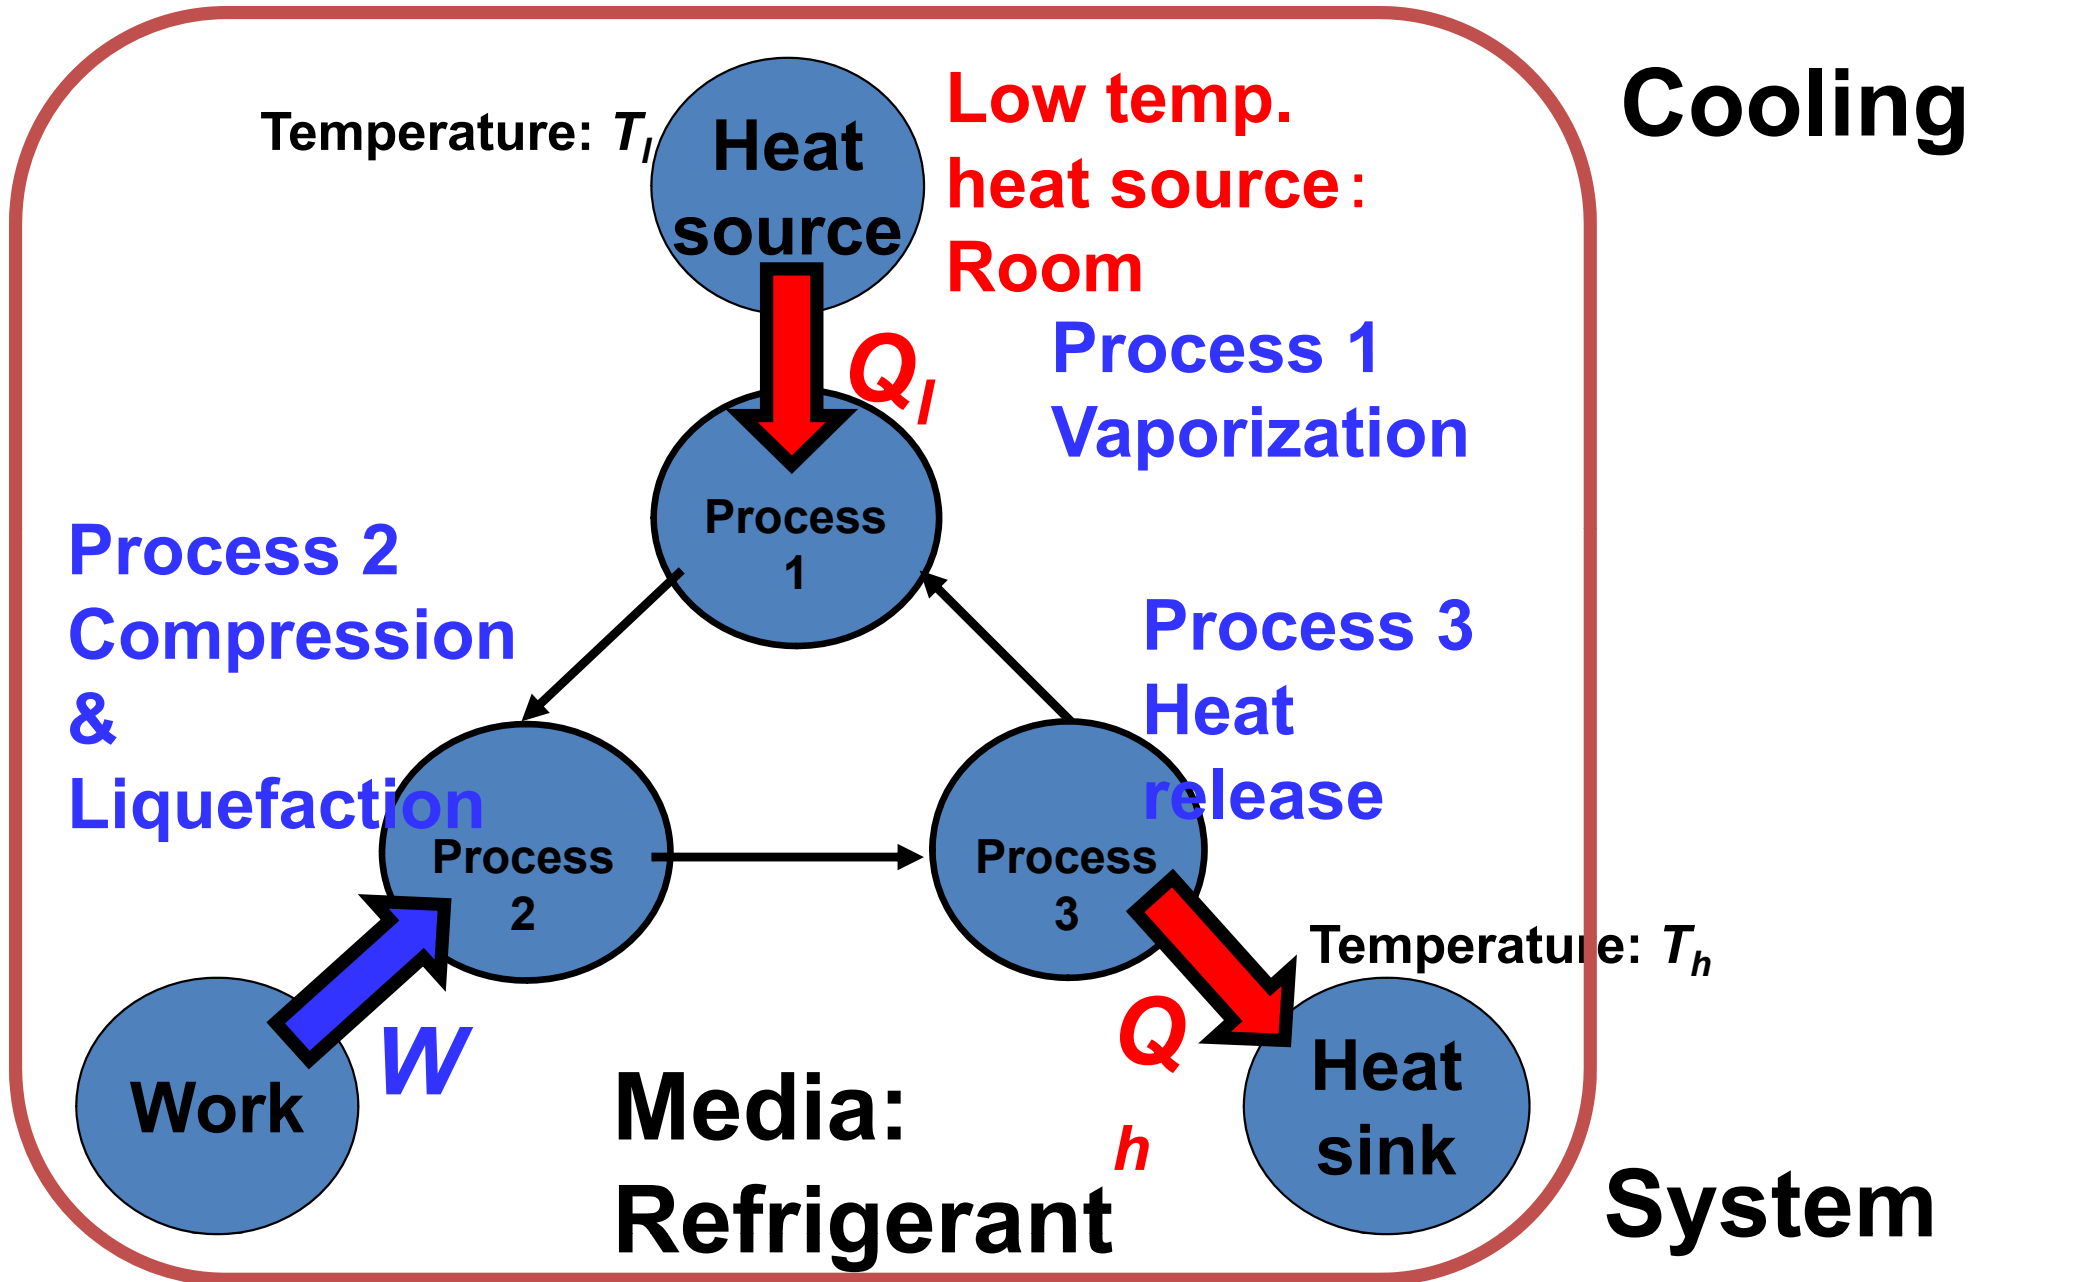 Cooling
Temperature: Tl
Heat
source
Low temp.
heat source:
Room
Ql
Process 1
Vaporization
Process
1
Process 2
Compression
&
Liquefaction
Process 3
Heat
release
Process
2
Process
3
Temperature: Th
W
Work
Q
h
Heat
sink
Media:
Refrigerant
System